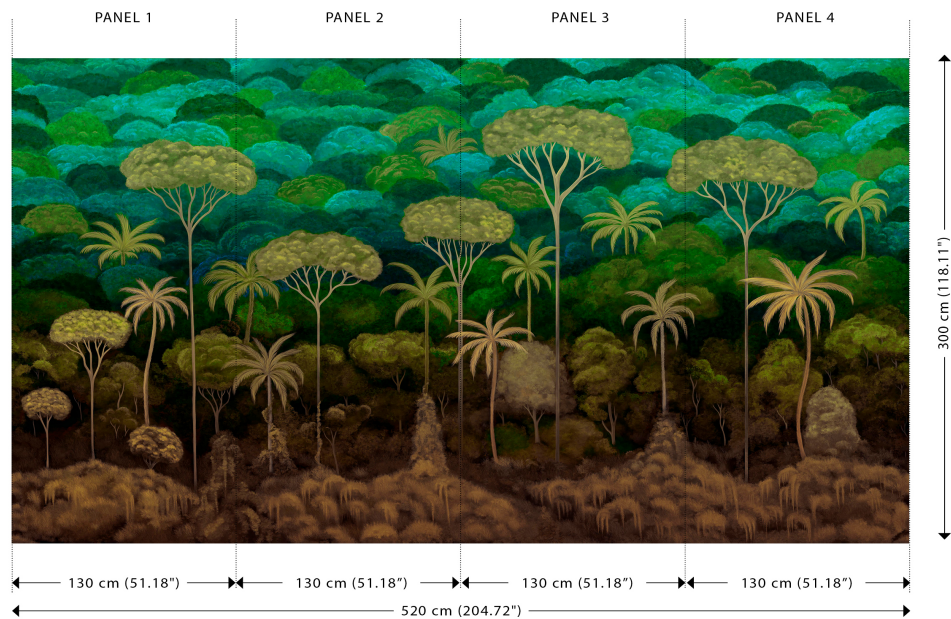 PANEL 1 PANEL 2 PANEL 3 PANEL 4
300 cm (118.11")
130 cm (51.18") 130 cm (51.18”) 130 cm (51.18”) 130 cm (51.18”)
520 cm (204.72")